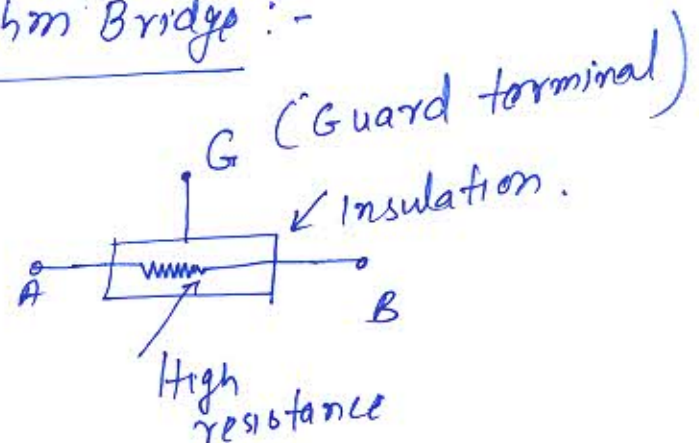 hm Bridge :-
G (Guard terminal)
Insulation.
A
B
High
resistance